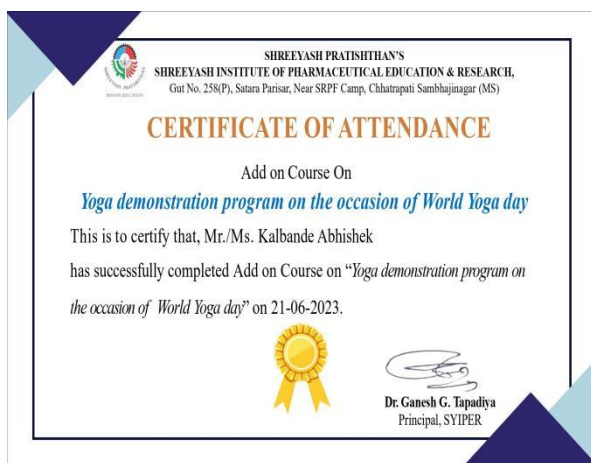 SHREEYASH PRATISHTHAN'S
SHREEYASH INSTITUTE OF PHARMACEUTICAL EDUCATION & RESEARCH,
Gut No. 258(P), Satara Parisar, Near SRPF Camp, Chhatrapati Sambhajinagar (MS)
CERTIFICATE OF ATTENDANCE
Add on Course On
Yoga demonstration program on the occasion of World Yoga day
This is to certify that, Mr./Ms. Kalbande Abhishek
has successfully completed Add on Course on “Yoga demonstration program on
the occasion of World Yoga day” on 21-06-2023.
Dr. Ganesh G. Tapadiya
Principal, SYIPER